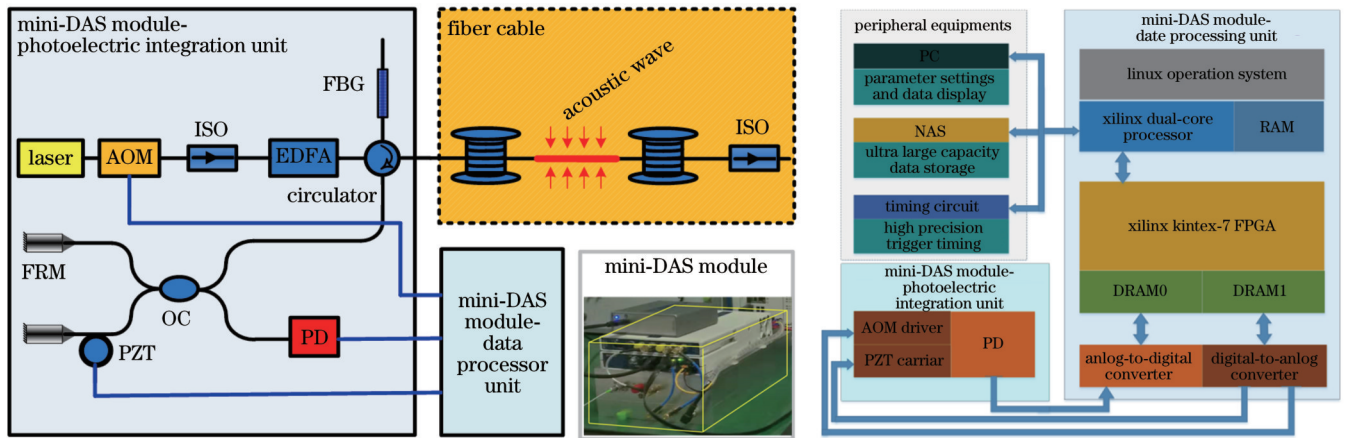 mini-DAS module-
photoelectric integration unit
FBG
ISO
laser
AOM
EDFA
circulator
FRM
OC
PD
PZT
fiber cable
acoustic wave
ISO
mini-DAS
module-
data
processor
unit
mini-DAS module
peripheral equipments
PC
parameter settings
and data display
NAS
ultra large capacity
data storage
timing circuit
high precision
trigger timing
mini-DAS module-
photoelectric
integration unit
AOM driver
PZT carriar
PD
mini-DAS module-
date processing unit
linux operation system
xilinx dual-core
processor
RAM
xilinx kintex-7 FPGA
DRAM0
DRAM1
anlog-to-digital
converter
digital-to-anlog
converter